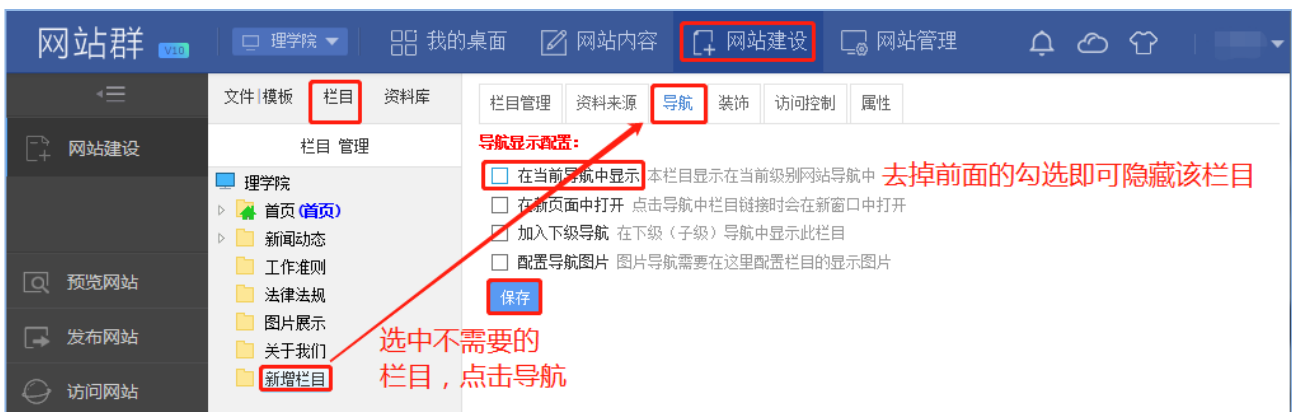 网站群 V10 理学院 我的桌面 网站内容 网站建设 网站管理
文件|模板 栏目 资料库
栏目管理 资料来源 导航 装饰 访问控制 属性
网站建设
栏目 管理
导航显示配置：
理学院
在当前导航中显示 本栏目显示在当前级别网站导航中 去掉前面的勾选即可隐藏该栏目
首页(首页)
在新页面中打开 点击导航中栏目链接时会在新窗口中打开
新闻动态
加入下级导航 在下级（子级）导航中显示此栏目
工作准则
配置导航图片 图片导航需要在这里配置栏目的显示图片
预览网站
法律法规
保存
图片展示
发布网站
关于我们
选中不需要的
栏目，点击导航
新增栏目
访问网站